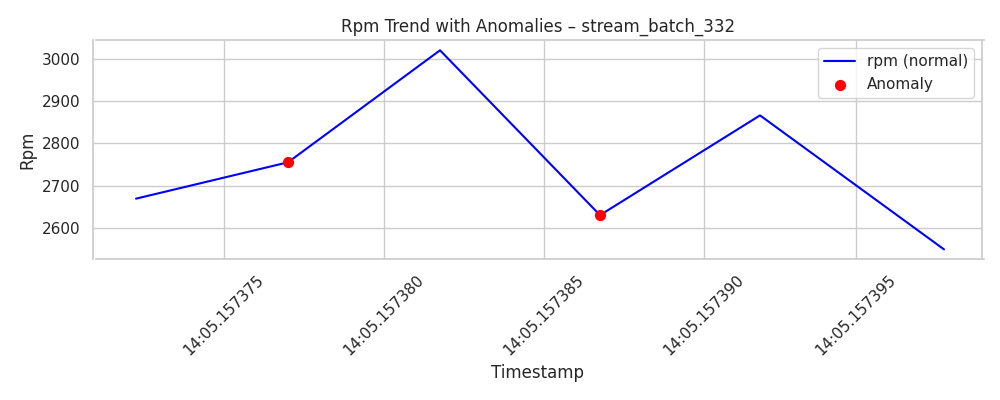 Rpm Trend with Anomalies – stream_batch_332
rpm (normal)
Anomaly
Rpm
3000
2900
2800
2700
2600
14:05.157375
14:05.157380
14:05.157385
14:05.157390
14:05.157395
Timestamp